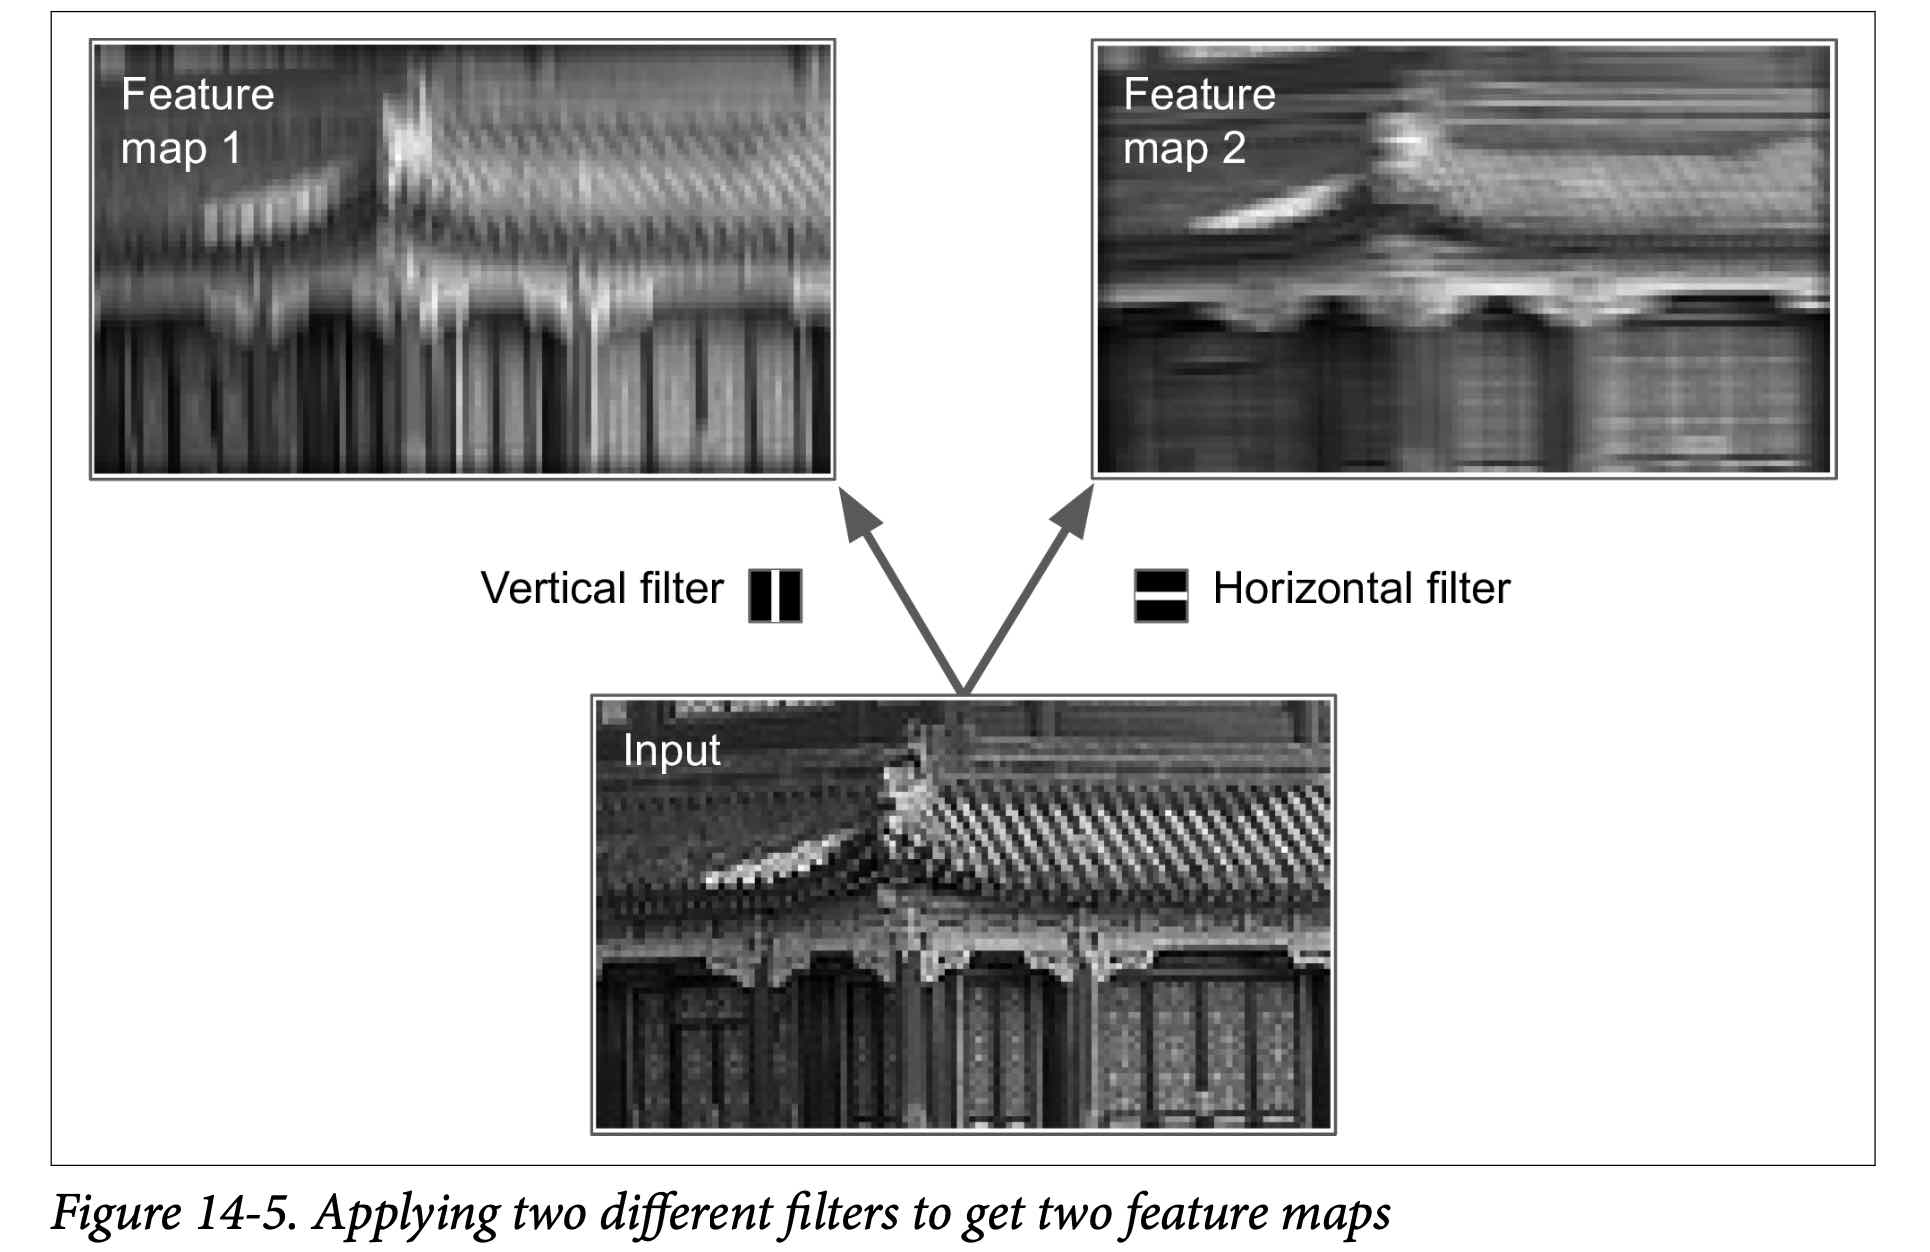 Feature
map 1
Feature
map 2
Vertical filter
Horizontal filter
Input
Figure 14-5. Applying two different filters to get two feature maps